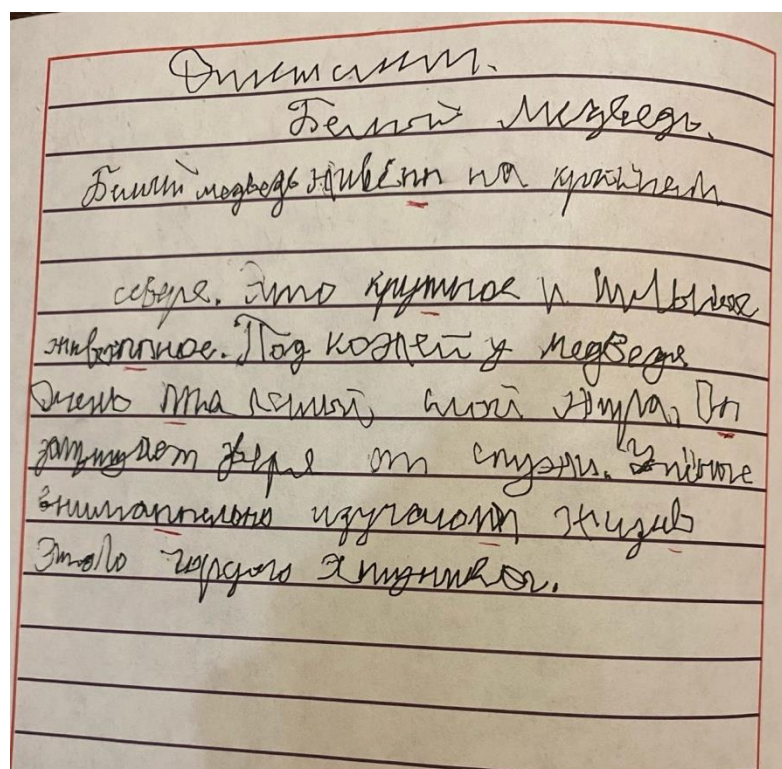 Диктант.
Белый медведь.
Белый медведь живёт на крайнем
севере. Это крупное и сильное
животное. Под кожей у медведя
Очень толстый слой жира, Он
защищает зверя от стужи. Учёные
внимательно изучают жизнь
этого гордого хищника.